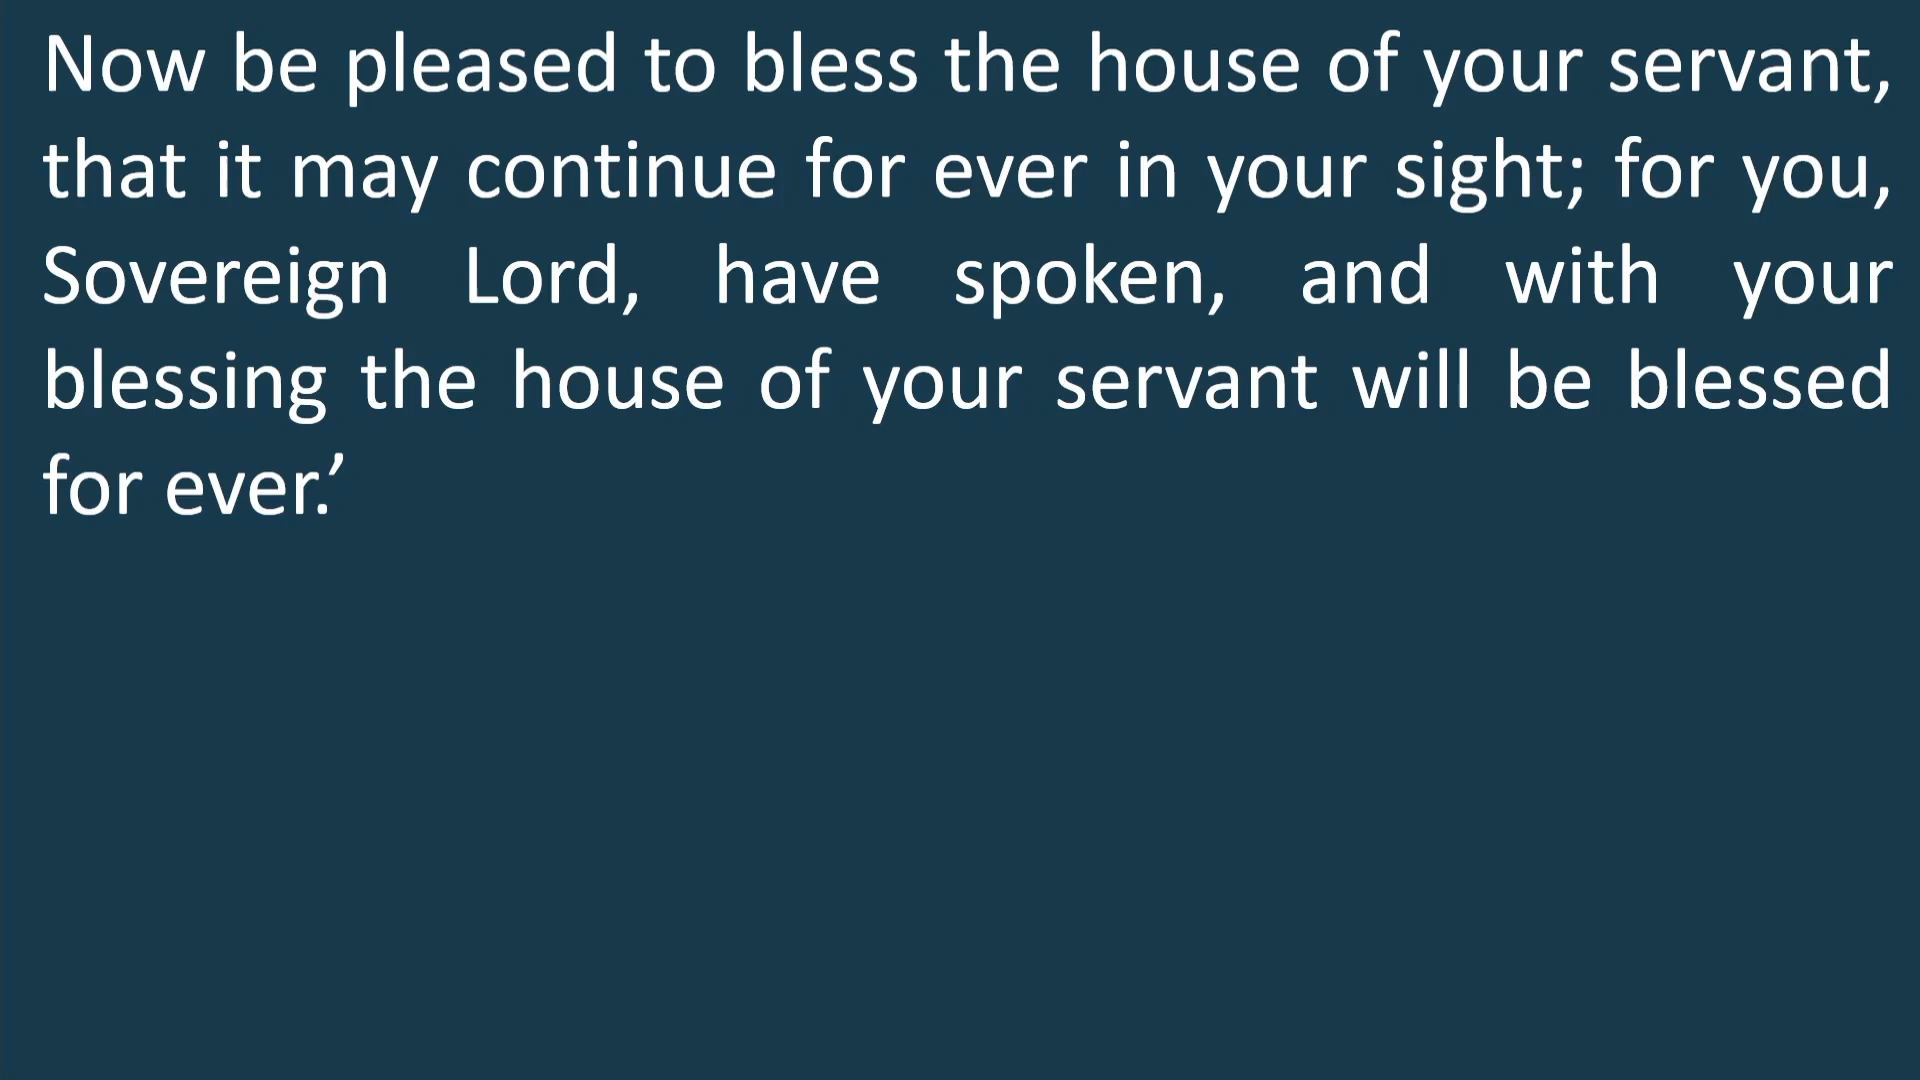 Now be pleased to bless the house of your servant,
that it may continue for ever in your sight; for you,
Sovereign Lord, have spoken, and with your
blessing the house of your servant will be blessed
for ever.’